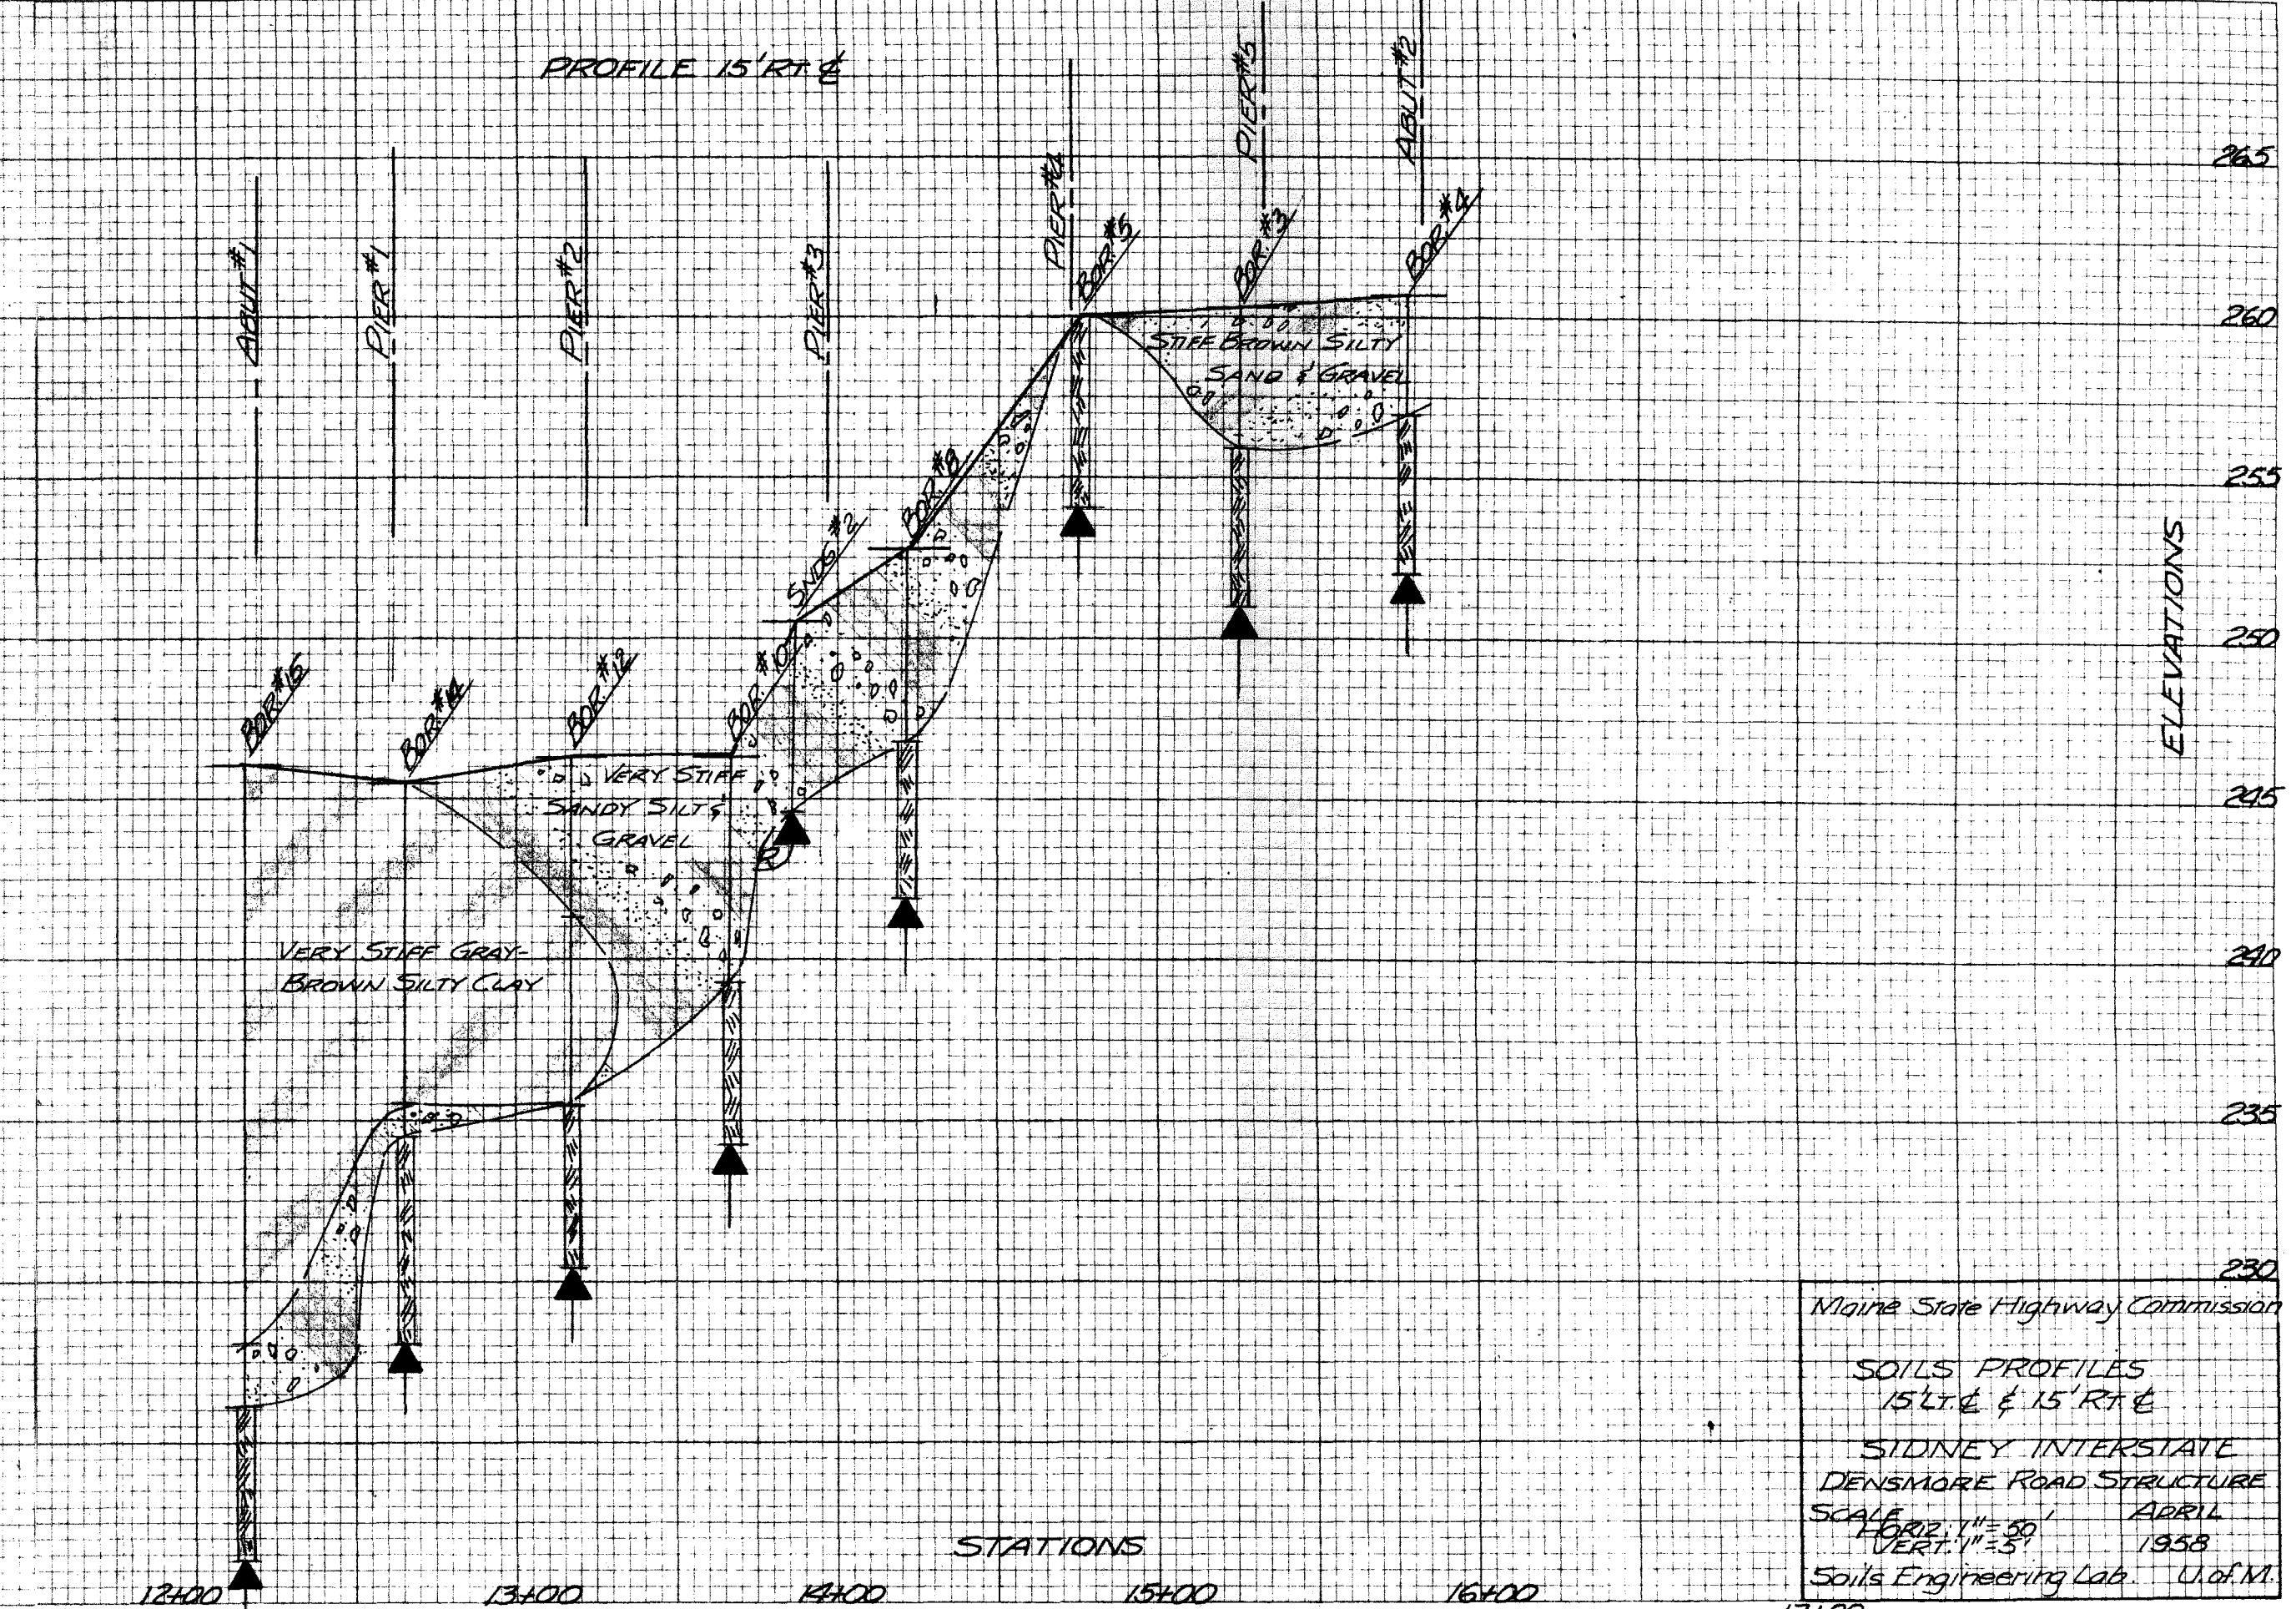 PROFILE 15' RT. ℄
ABUT #1
PIER #1
PIER #2
PIER #3
PIER #4
PIER #5
ABUT #2
BOR. #5
BOR. #3
BOR. #4
265
260
255
250
245
240
235
230
ELEVATIONS
STIFF BROWN SILTY
SAND & GRAVEL
BOR. #8
SNDG #2
BOR. #10
BOR. #12
BOR. #14
BOR. #16
VERY STIFF
SANDY SILT &
GRAVEL
R
VERY STIFF GRAY-
BROWN SILTY CLAY
STATIONS
12+00
13+00
14+00
15+00
16+00
17+00
Maine State Highway Commission
SOILS PROFILES
15' LT. ℄ & 15' RT. ℄
SIDNEY INTERSTATE
DENSMORE ROAD STRUCTURE
SCALE APRIL
HORIZ: 1" = 50'
VERT: 1" = 5' 1958
Soils Engineering Lab. U. of M.